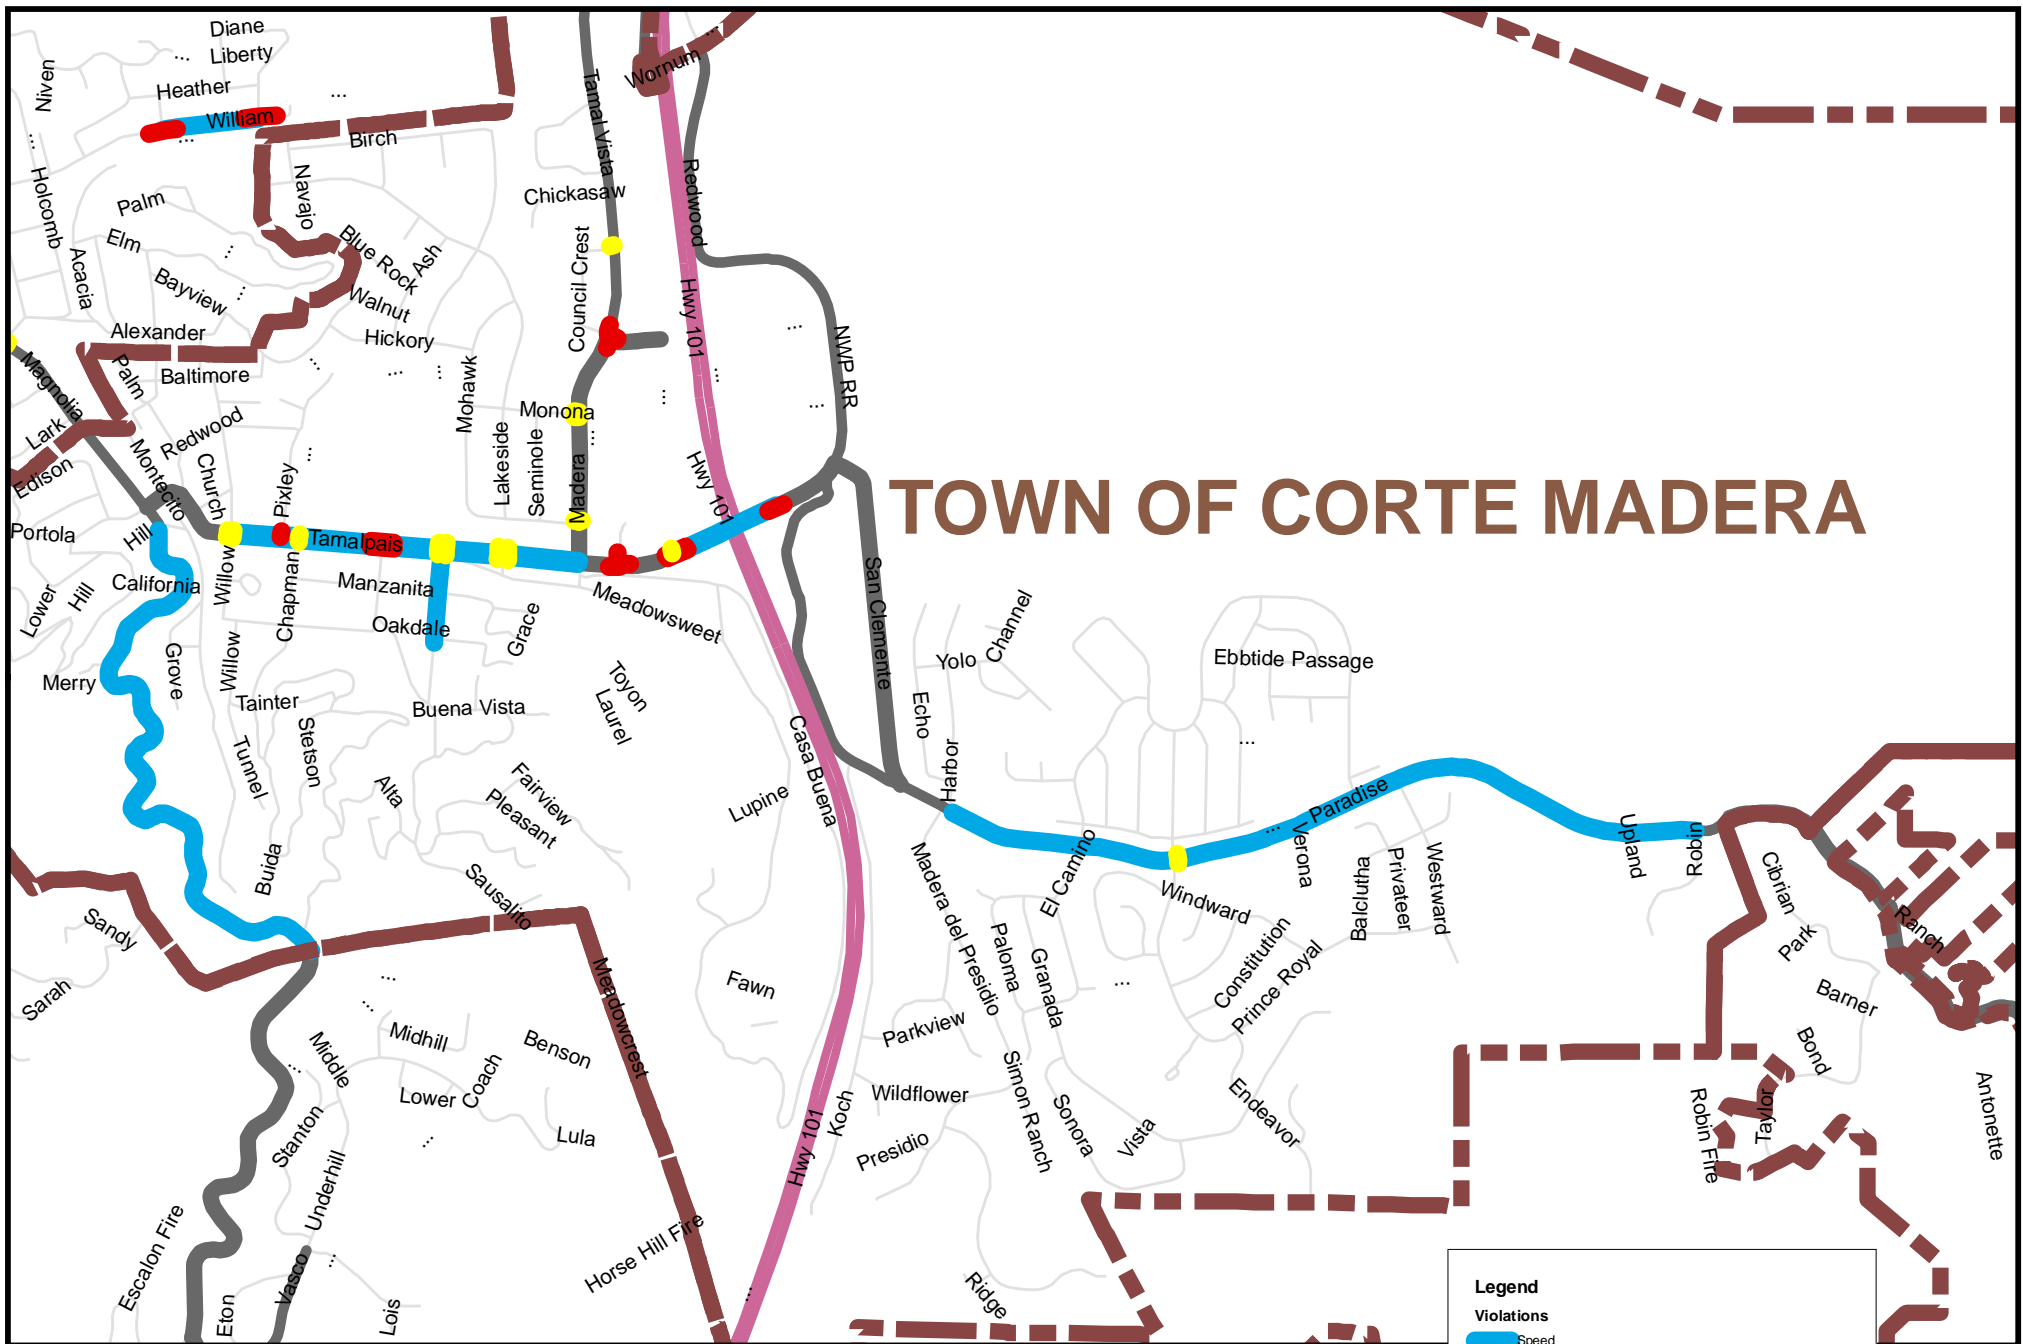 Diane
Liberty
...
Niven
Heather
...
William
...
Birch
Tamal Vista
Wornum
...
...
Holcomb
Palm
Navajo
Chickasaw
Redwood
Elm
...
Acacia
Bayview
...
Blue Rock
Ash
Council Crest
Walnut
Hwy 101
Alexander
Hickory
...
NWP RR
Magnolia
Palm
Baltimore
...
...
...
Mohawk
...
...
...
Lark
Redwood
Monona
...
Edison
Montecito
Church
...
Pixley
Lakeside
Seminole
Madera
Hwy 101
TOWN OF CORTE MADERA
Portola
Hill
Tamalpais
California
Willow
Chapman
Manzanita
Meadowsweet
San Clemente
Lower
Hill
Oakdale
Grace
Channel
Grove
Willow
Yolo
Ebbtide Passage
Merry
Tainter
Toyon
Laurel
Buena Vista
Echo
Stetson
Tunnel
Casa Buena
Harbor
...
Alta
Fairview
Pleasant
Lupine
Paradise
...
Verona
Upland
Robin
Buida
Madera del Presidio
El Camino
Windward
Balclutha
Privateer
Westward
Cibrian
Sausalito
Sandy
Ranch
Park
Paloma
Granada
Constitution
Prince Royal
Sarah
...
...
Meadowcrest
Fawn
...
Barner
Midhill
Benson
Parkview
Middle
...
Bond
Lower
Coach
Wildflower
Koch
Simon Ranch
Sonora
Endeavor
Robin Fire
Taylor
Antonette
Stanton
...
Lula
Presidio
Vista
Hwy 101
Underhill
Escalon Fire
Horse Hill Fire
Vasco
...
...
Eton
Lois
Ridge
Legend
Violations
Speed